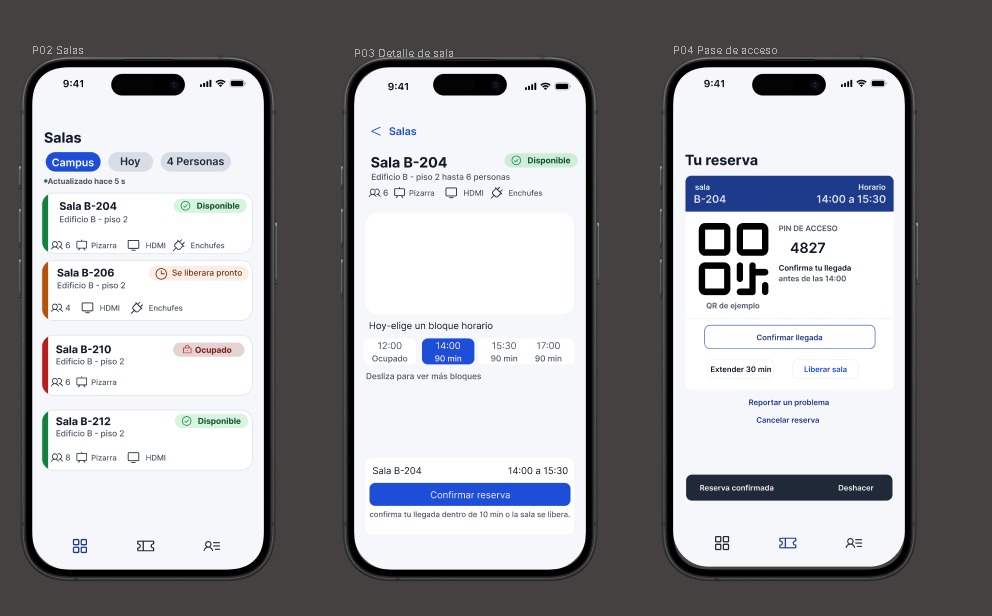 P02 Salas
9:41
Salas
Campus
Hoy
4 Personas
Actualizado hace 5 s
Sala B-204
Disponible
Edificio B - piso 2
6 Pizarra HDMI Enchufes
Sala B-206
Se liberara pronto
Edificio B - piso 2
4 HDMI Enchufes
Sala B-210
Ocupado
Edificio B - piso 2
6 Pizarra
Sala B-212
Disponible
Edificio B - piso 2
8 Pizarra HDMI
P03 Detalle de sala
9:41
< Salas
Sala B-204
Disponible
Edificio B - piso 2 hasta 6 personas
6 Pizarra HDMI Enchufes
Hoy-elige un bloque horario
12:00 14:00 15:30 17:00
Ocupado 90 min 90 min 90 min
Desliza para ver más bloques
Sala B-204 14:00 a 15:30
Confirmar reserva
confirma tu llegada dentro de 10 min o la sala se libera.
P04 Pase de acceso
9:41
Tu reserva
sala Horario
B-204 14:00 a 15:30
PIN DE ACCESO
4827
Confirma tu llegada
antes de las 14:00
QR de ejemplo
Confirmar llegada
Extender 30 min
Liberar sala
Reportar un problema
Cancelar reserva
Reserva confirmada Deshacer